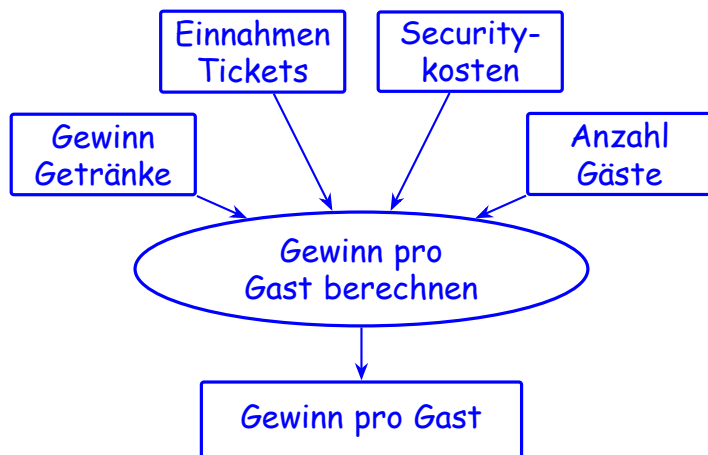 Einnahmen
Tickets
Security-
kosten
Gewinn
Getränke
Anzahl
Gäste
Gewinn pro
Gast berechnen
Gewinn pro Gast